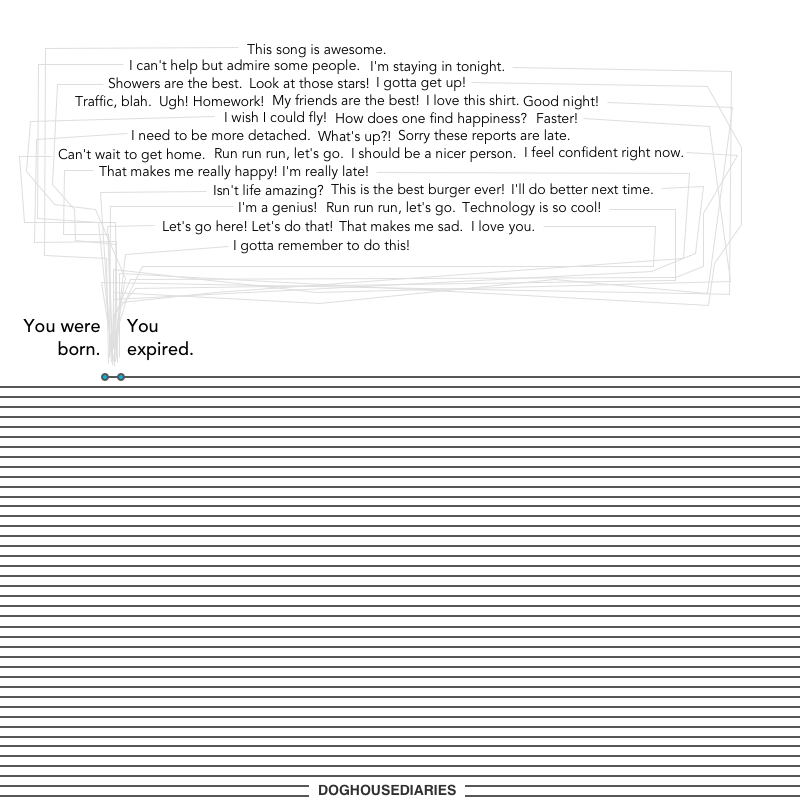 This song is awesome.
I can't help but admire some people. I'm staying in tonight.
Showers are the best. Look at those stars! I gotta get up!
Traffic, blah. Ugh! Homework! My friends are the best! I love this shirt. Good night!
I wish I could fly! How does one find happiness? Faster!
I need to be more detached. What's up?! Sorry these reports are late.
Can't wait to get home. Run run run, let's go. I should be a nicer person. I feel confident right now.
That makes me really happy! I'm really late!
Isn't life amazing? This is the best burger ever! I'll do better next time.
I'm a genius! Run run run, let's go. Technology is so cool!
Let's go here! Let's do that! That makes me sad. I love you.
I gotta remember to do this!
You were
born.
You
expired.
DOGHOUSEDIARIES